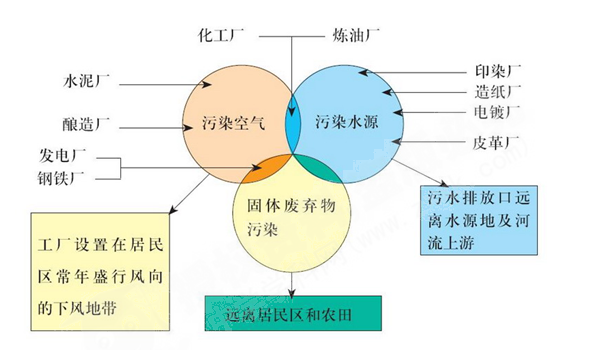 化工厂
炼油厂
水泥厂
印染厂
造纸厂
酿造厂
污染空气
污染水源
电镀厂
皮革厂
发电厂
钢铁厂
固体废弃物
污染
污水排放口远
离水源地及河
流上游
工厂设置在居民
区常年盛行风向
的下风地带
远离居民区和农田